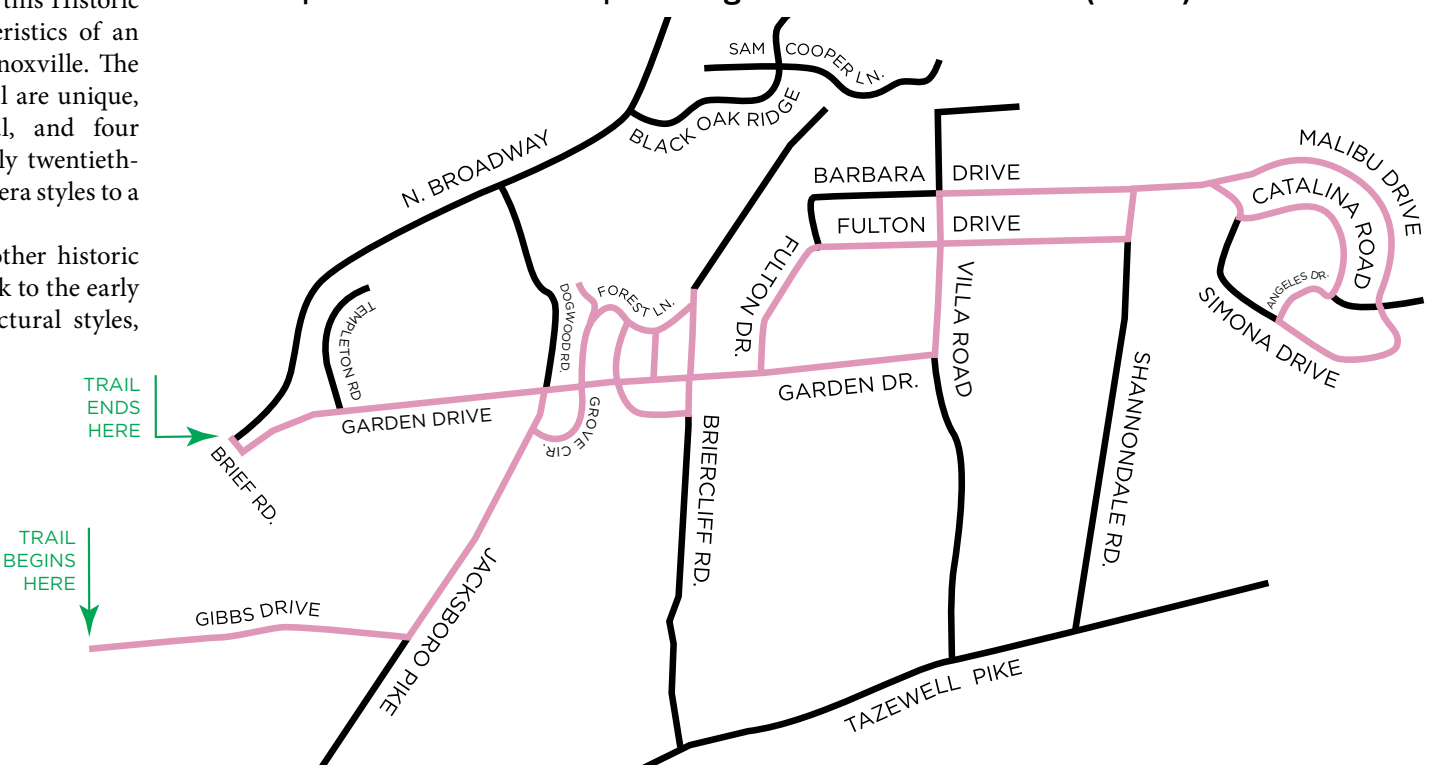 this Historic
eristics of an
noxville. The
l are unique,
al, and four
ly twentieth-
era styles to a
other historic
k to the early
ctural styles,
SAM COOPER LN.
BLACK OAK RIDGE
N. BROADWAY
MALIBU DRIVE
BARBARA DRIVE
CATALINA ROAD
FULTON DRIVE
FULTON DR.
VILLA ROAD
ANGELES DR.
SIMONA DRIVE
TEMPLETON RD
DOGWOOD RD.
FOREST LN.
TRAIL
ENDS
HERE
GARDEN DRIVE
GARDEN DR.
GROVE CIR.
BRIERCLIFF RD.
SHANNONDALE RD.
BRIEF RD.
TRAIL
BEGINS
HERE
GIBBS DRIVE
JACKSBORO PIKE
TAZEWELL PIKE